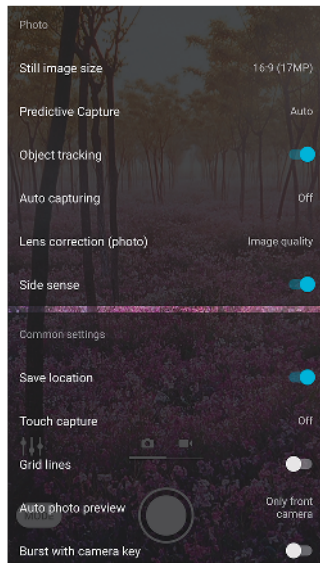 Photo
Still image size 16:9 (17MP)
Predictive Capture Auto
Object tracking
Auto capturing Off
Lens correction (photo) Image quality
Side sense
Common settings
Save location
Touch capture Off
Grid lines
Auto photo preview Only front camera
MODE
Burst with camera key